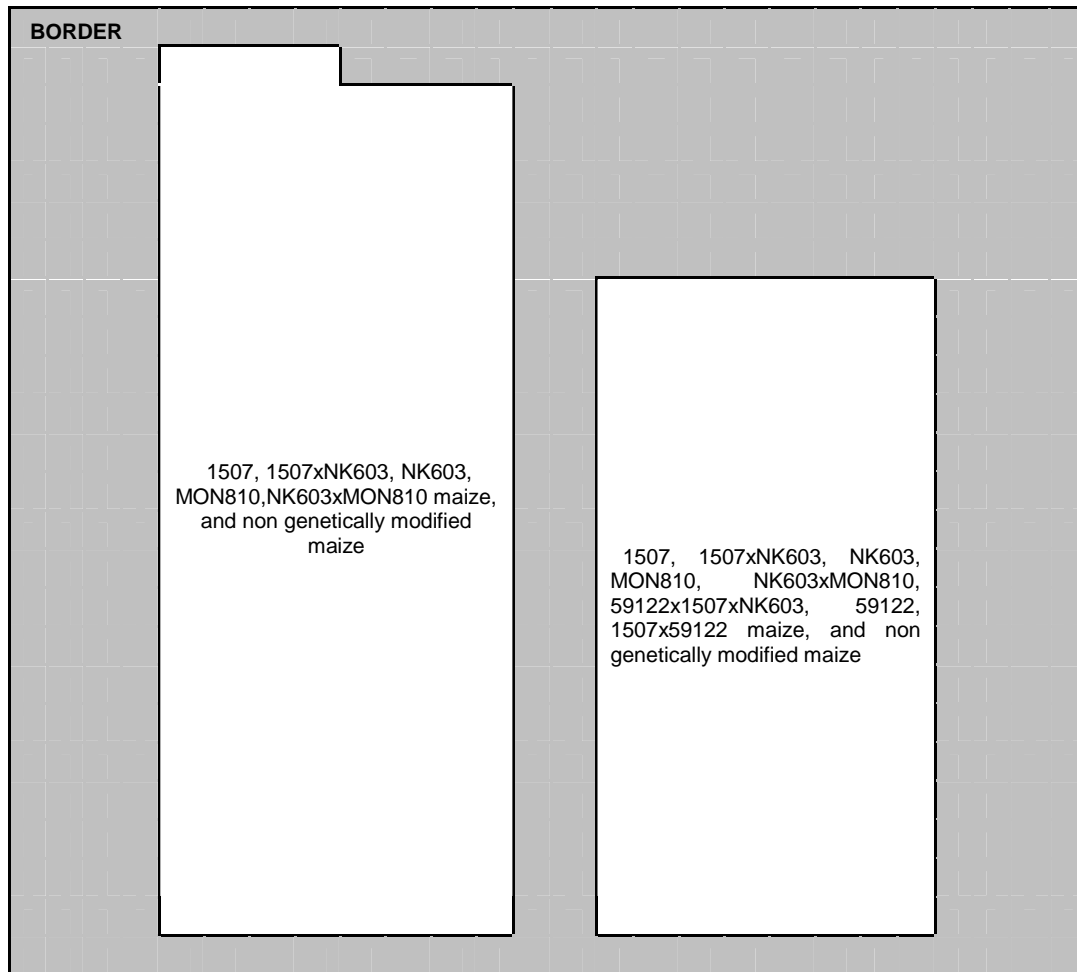 BORDER
1507, 1507xNK603, NK603,
MON810,NK603xMON810 maize,
and non genetically modified
maize
1507, 1507xNK603, NK603,
MON810, NK603xMON810,
59122x1507xNK603, 59122,
1507x59122 maize, and non
genetically modified maize